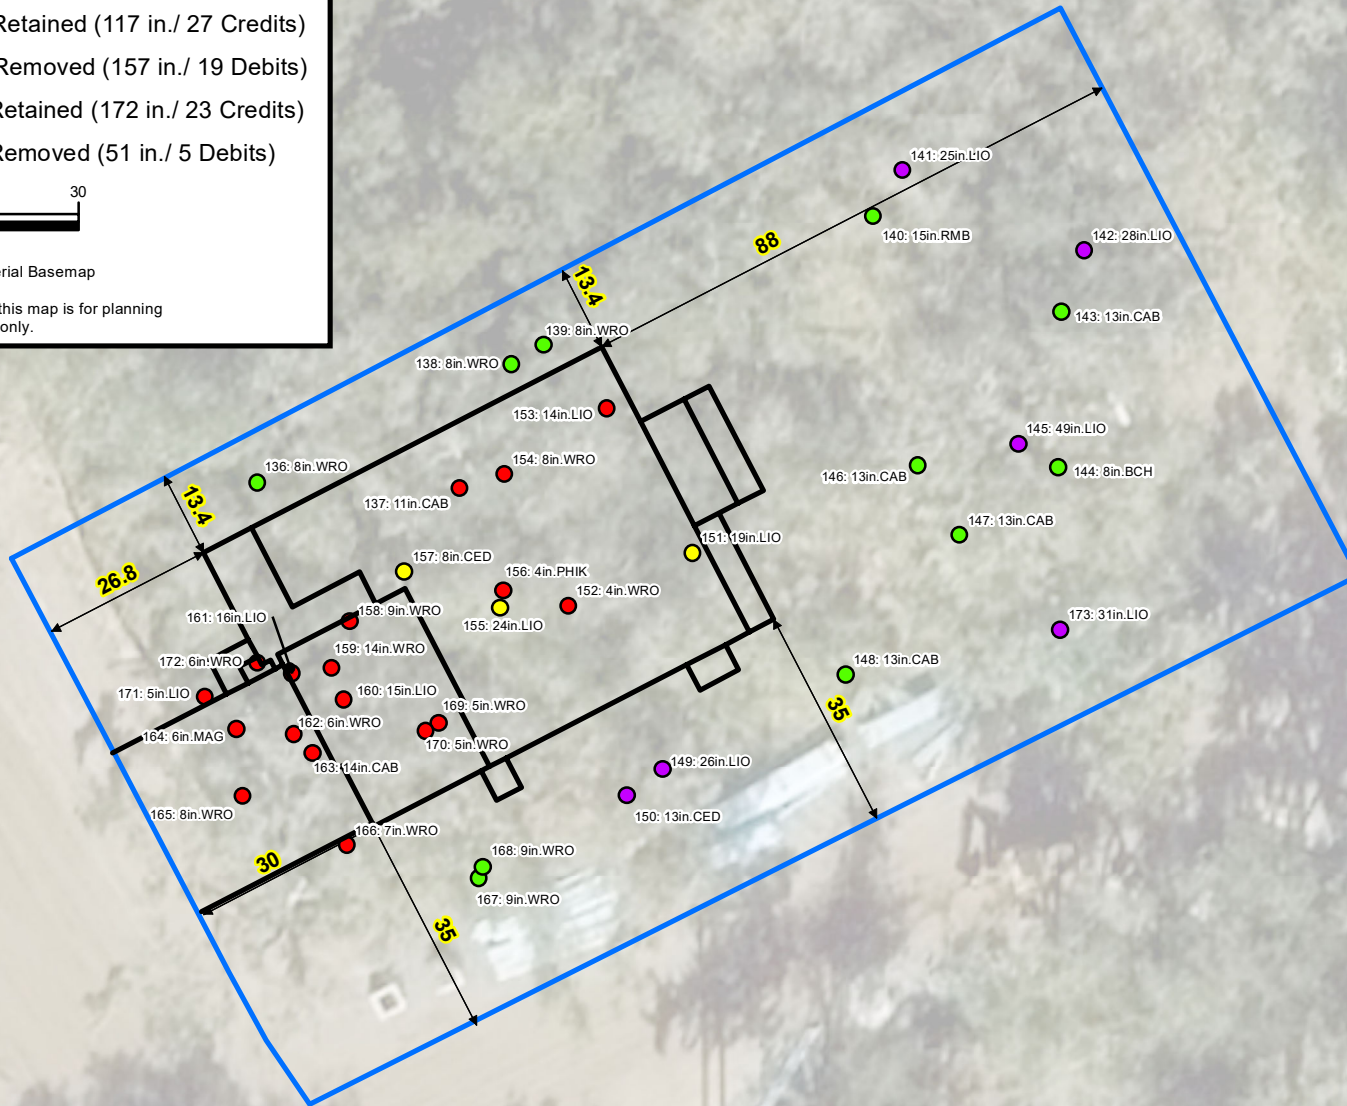 Retained (117 in./ 27 Credits)
Removed (157 in./ 19 Debits)
Retained (172 in./ 23 Credits)
Removed (51 in./ 5 Debits)
30
erial Basemap
this map is for planning
only.
141: 25in.LIO
140: 15in.RMB
88
142: 28in.LIO
13.4
143: 13in.CAB
139: 8in.WRO
138: 8in.WRO
153: 14in.LIO
145: 49in.LIO
154: 8in.WRO
136: 8in.WRO
144: 8in.BCH
146: 13in.CAB
137: 11in.CAB
13.4
147: 13in.CAB
151: 19in.LIO
157: 8in.CED
26.8
156: 4in.PHIK
152: 4in.WRO
158: 9in.WRO
161: 16in.LIO
155: 24in.LIO
159: 14in.WRO
172: 6in.WRO
173: 31in.LIO
148: 13in.CAB
160: 15in.LIO
171: 5in.LIO
169: 5in.WRO
35
162: 6in.WRO
164: 6in.MAG
170: 5in.WRO
149: 26in.LIO
163: 14in.CAB
165: 8in.WRO
150: 13in.CED
166: 7in.WRO
168: 9in.WRO
30
167: 9in.WRO
35